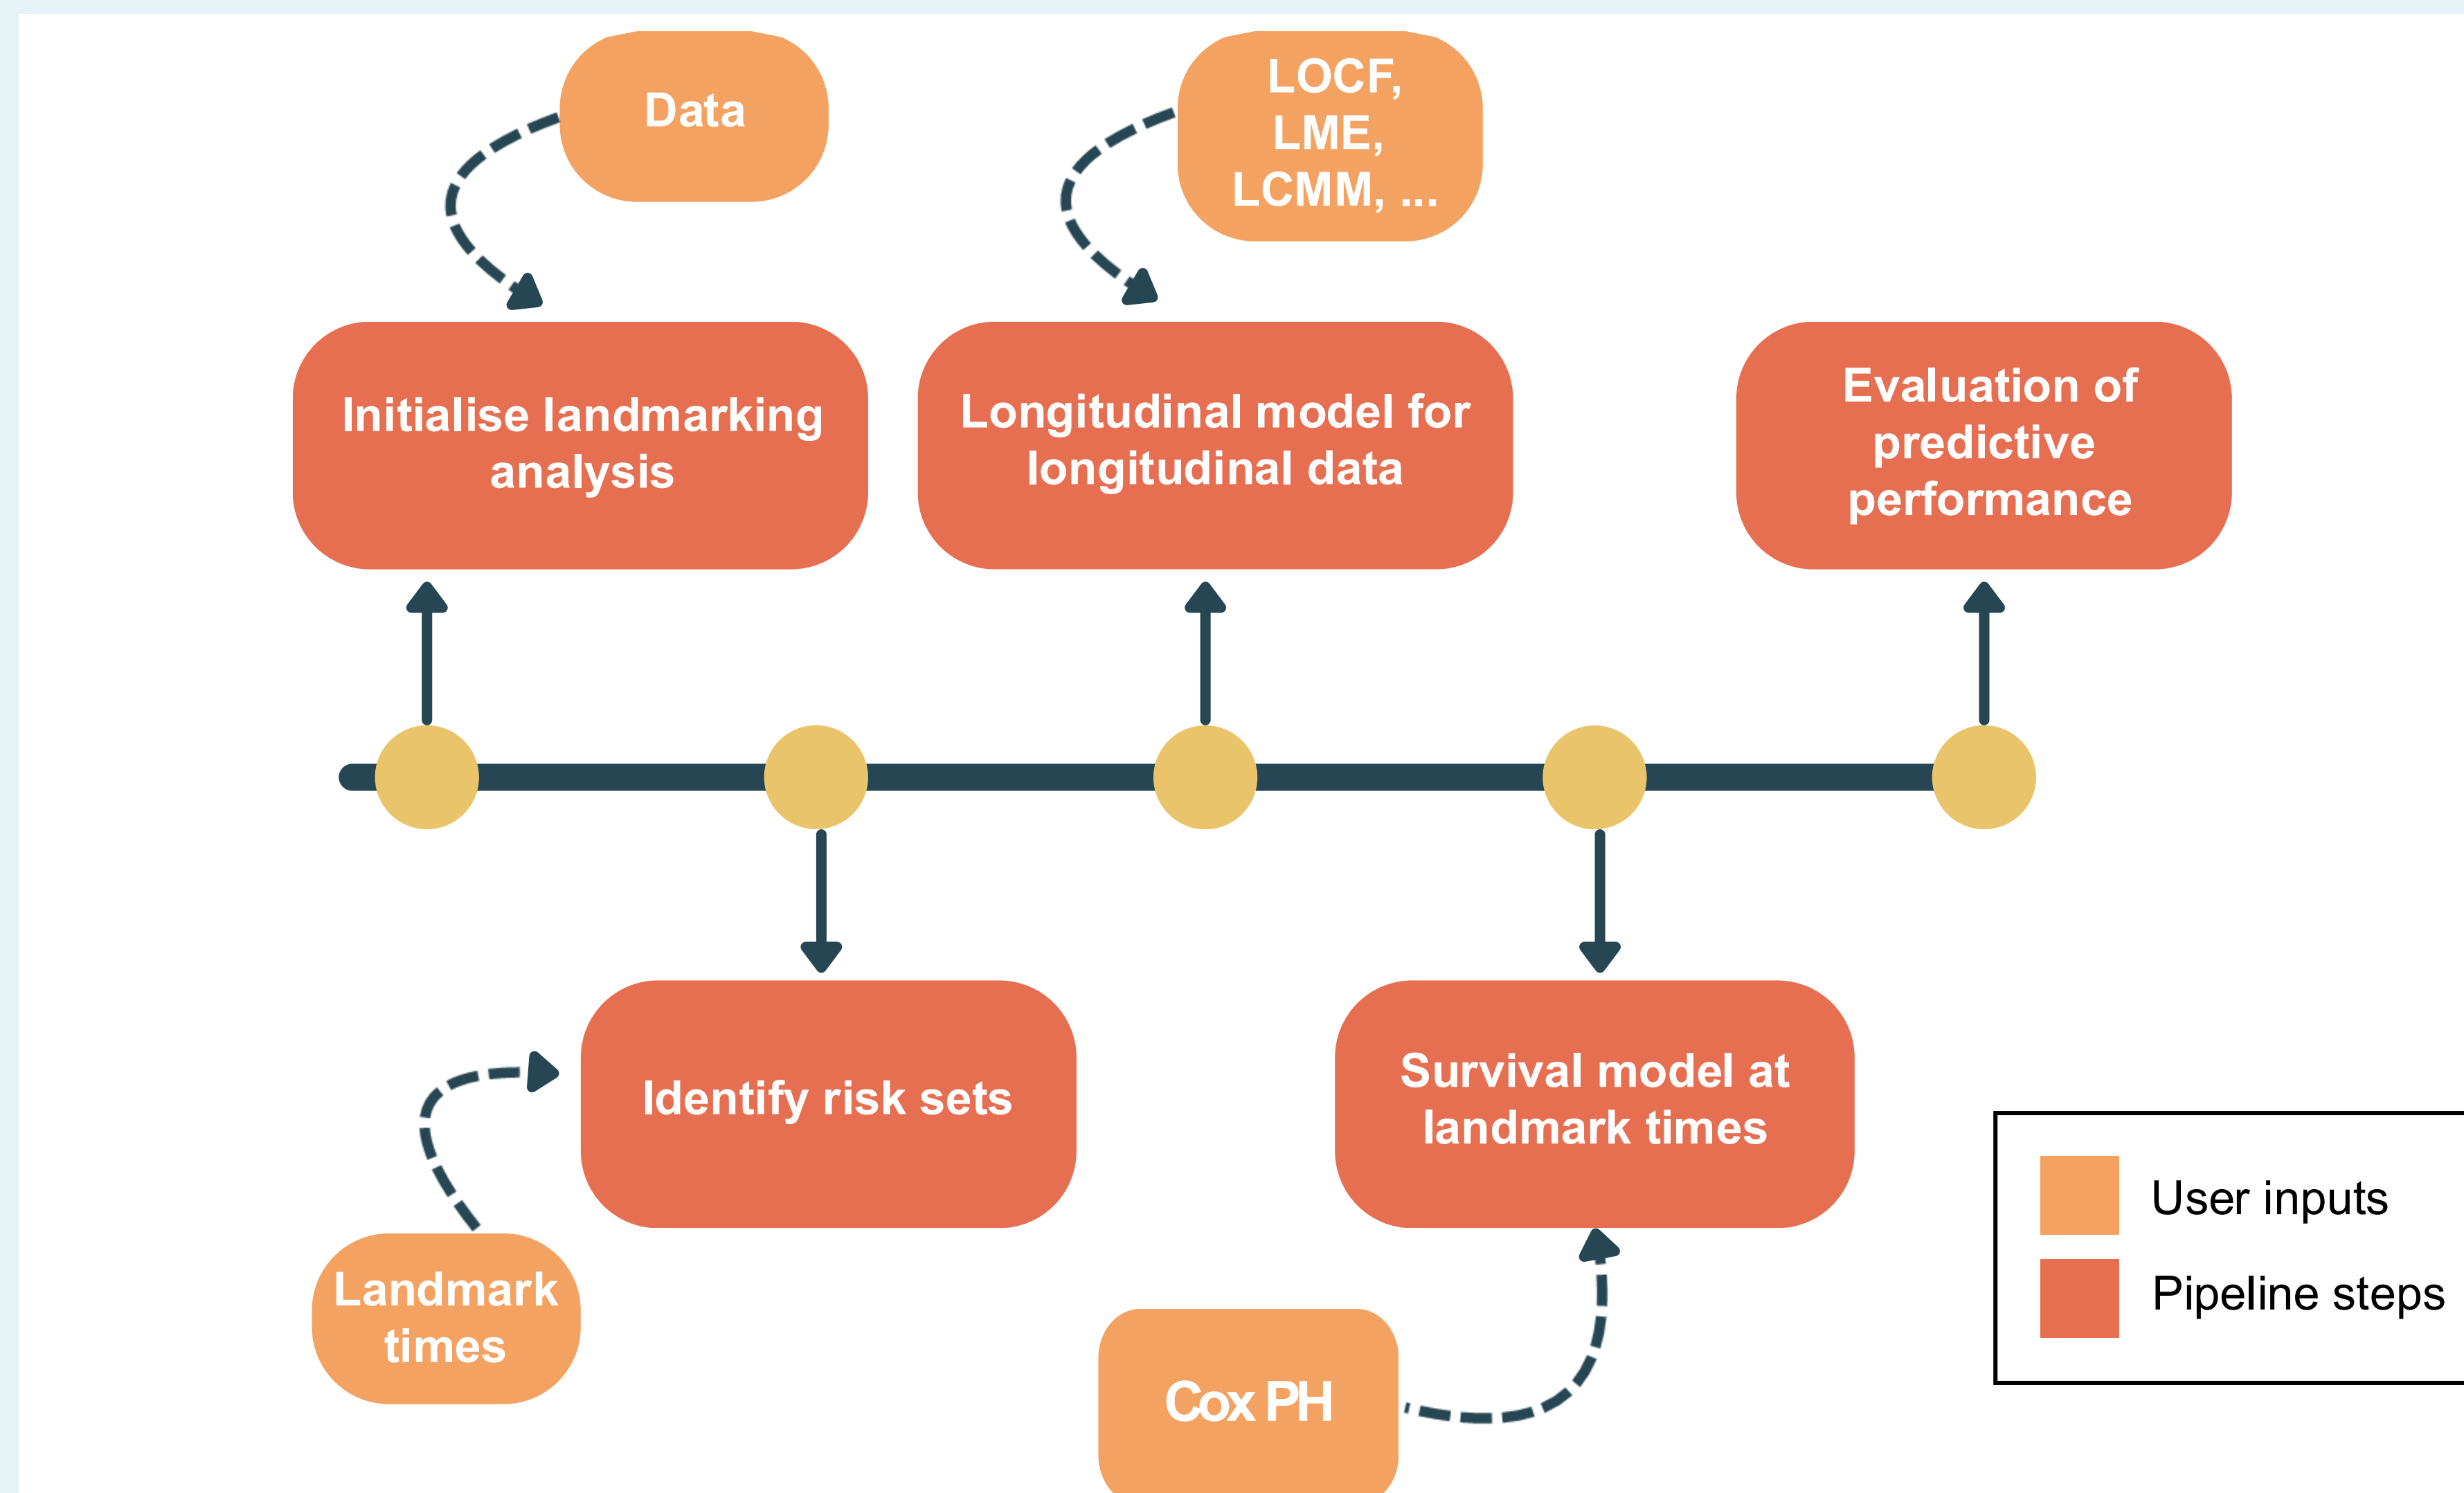 Data
LOCF,
LME,
LCMM, ...
Initialise landmarking
analysis
Longitudinal model for
longitudinal data
Evaluation of
predictive
performance
Identify risk sets
Survival model at
landmark times
Landmark
times
Cox PH
User inputs
Pipeline steps